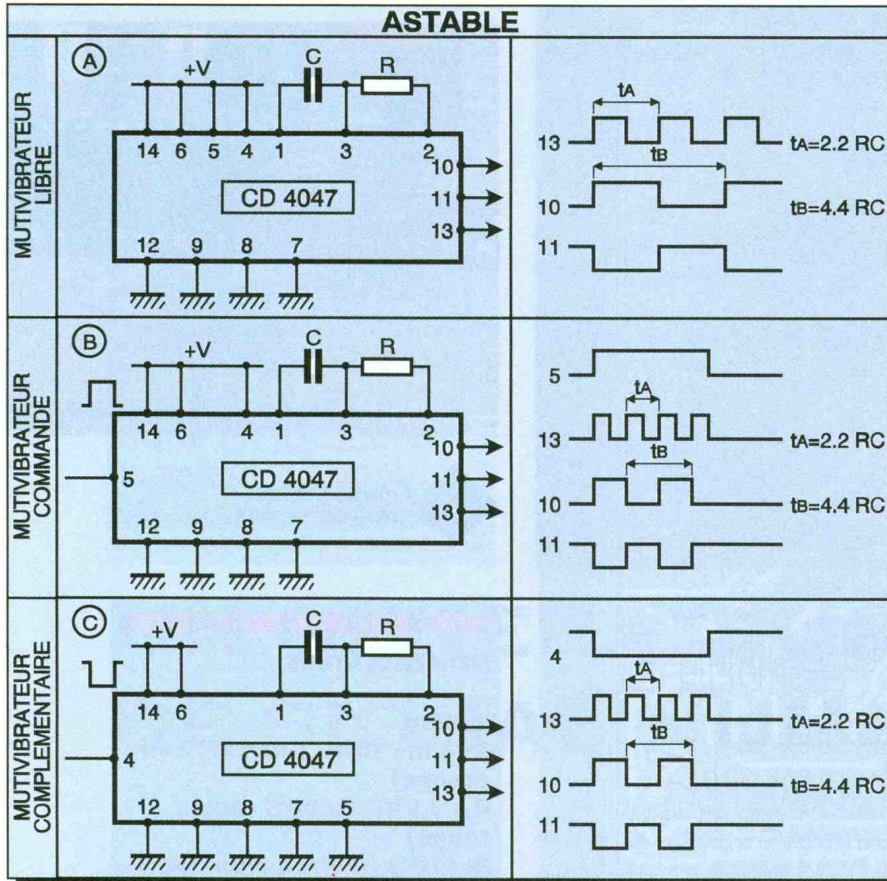 ASTABLE
MUTIVIBRATEUR
LIBRE
A
+V
C
R
14 6 5 4 1 3 2
10
11
13
CD 4047
12 9 8 7
tA
13
tA=2.2 RC
tB
10
tB=4.4 RC
11
MUTIVIBRATEUR
COMMANDE
B
+V
C
R
14 6 4 1 3 2
10
11
13
5
CD 4047
12 9 8 7
5
tA
13
tA=2.2 RC
tB
10
tB=4.4 RC
11
MUTIVIBRATEUR
COMPLEMENTAIRE
C
+V
C
R
14 6 1 3 2
10
11
13
4
CD 4047
12 9 8 7 5
4
tA
13
tA=2.2 RC
tB
10
tB=4.4 RC
11